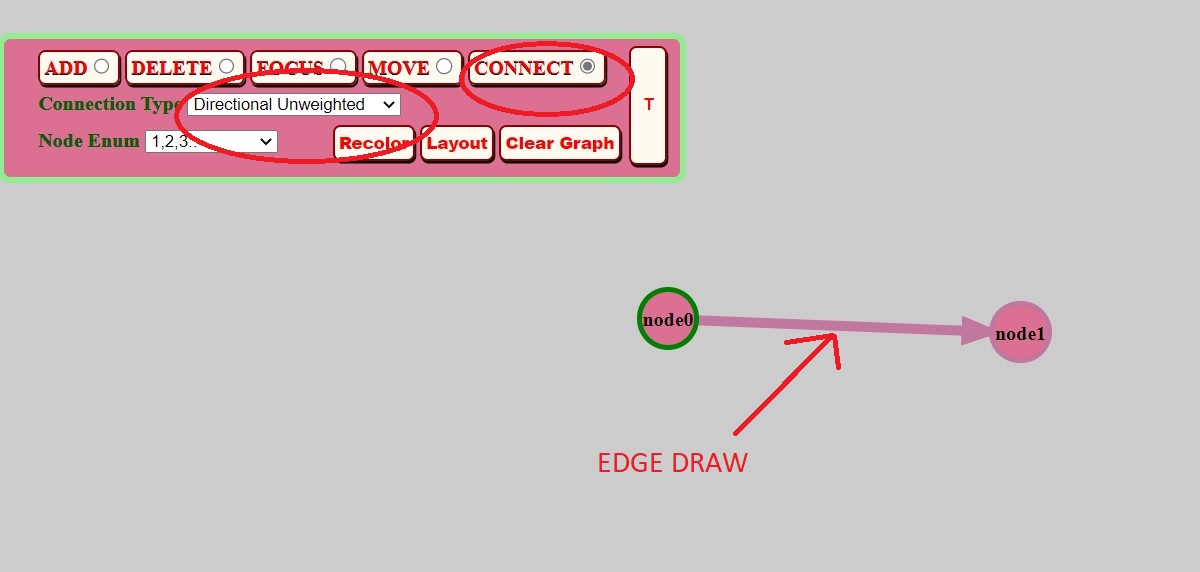 ADD DELETE FOCUS MOVE CONNECT
Connection Type Directional Unweighted
T
Node Enum 1,2,3.. Recolor Layout Clear Graph
node0
node1
EDGE DRAW